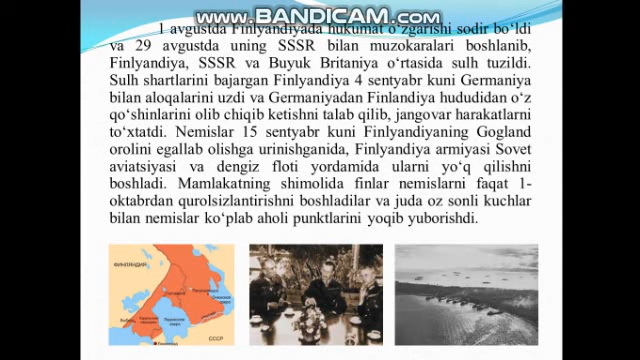 WWW.BANDICAM.COM
1 avgustda Finlyandiyada hukumat o‘zgarishi sodir bo‘ldi
va 29 avgustda uning SSSR bilan muzokaralari boshlanib,
Finlyandiya, SSSR va Buyuk Britaniya o‘rtasida sulh tuzildi.
Sulh shartlarini bajargan Finlyandiya 4 sentyabr kuni Germaniya
bilan aloqalarini uzdi va Germaniyadan Finlandiya hududidan o‘z
qo‘shinlarini olib chiqib ketishni talab qilib, jangovar harakatlarni
to‘xtatdi. Nemislar 15 sentyabr kuni Finlyandiyaning Gogland
orolini egallab olishga urinishganida, Finlyandiya armiyasi Sovet
aviatsiyasi va dengiz floti yordamida ularni yo‘q qilishni
boshladi. Mamlakatning shimolida finlar nemislarni faqat 1-
oktabrdan qurolsizlantirishni boshladilar va juda oz sonli kuchlar
bilan nemislar ko‘plab aholi punktlarini yoqib yuborishdi.
ФИНЛЯНДИЯ
СССР